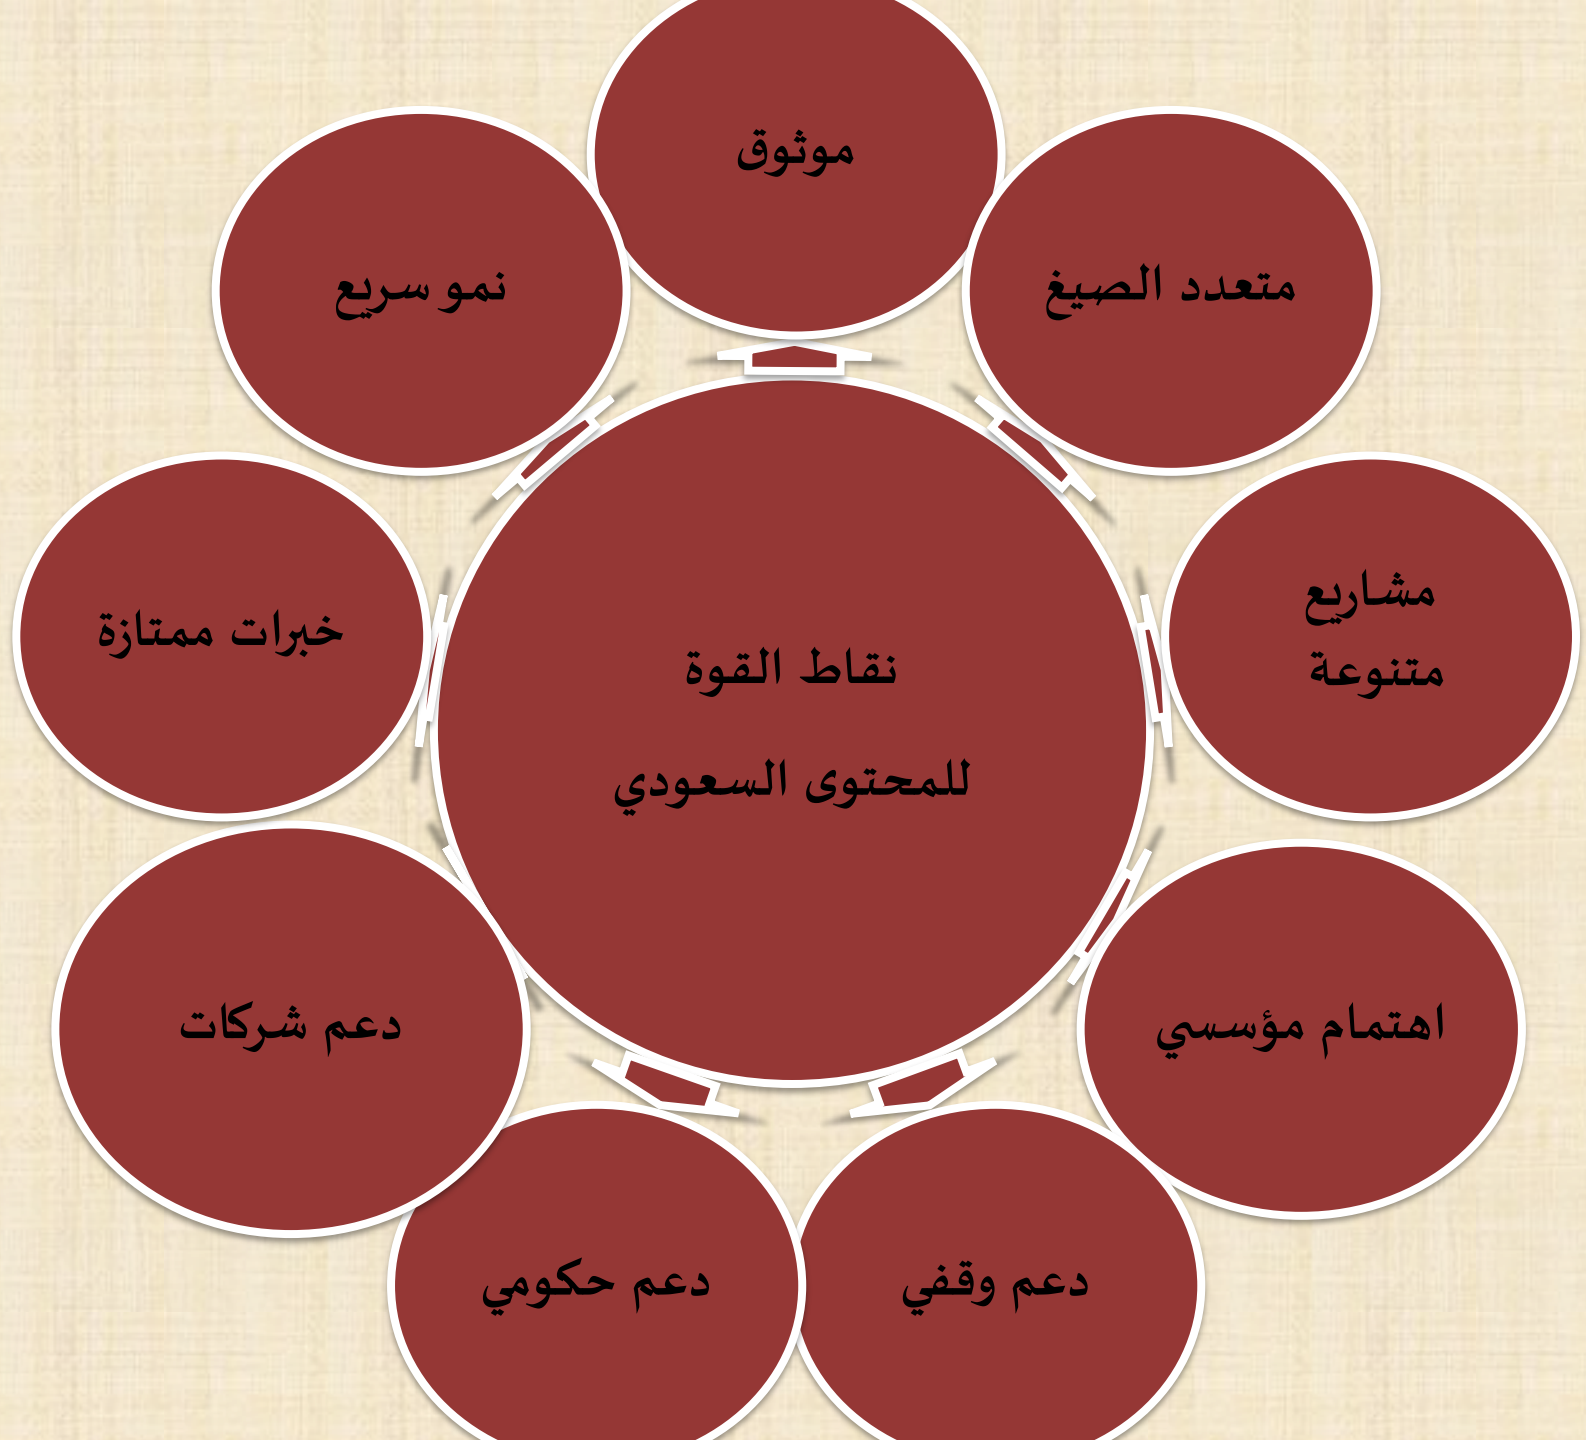 موثوق
متعدد الصيغ
مشاريع
متنوعة
اهتمام مؤسسي
دعم وقفي
دعم حكومي
دعم شركات
خبرات ممتازة
نمو سريع
نقاط القوة
للمحتوى السعودي